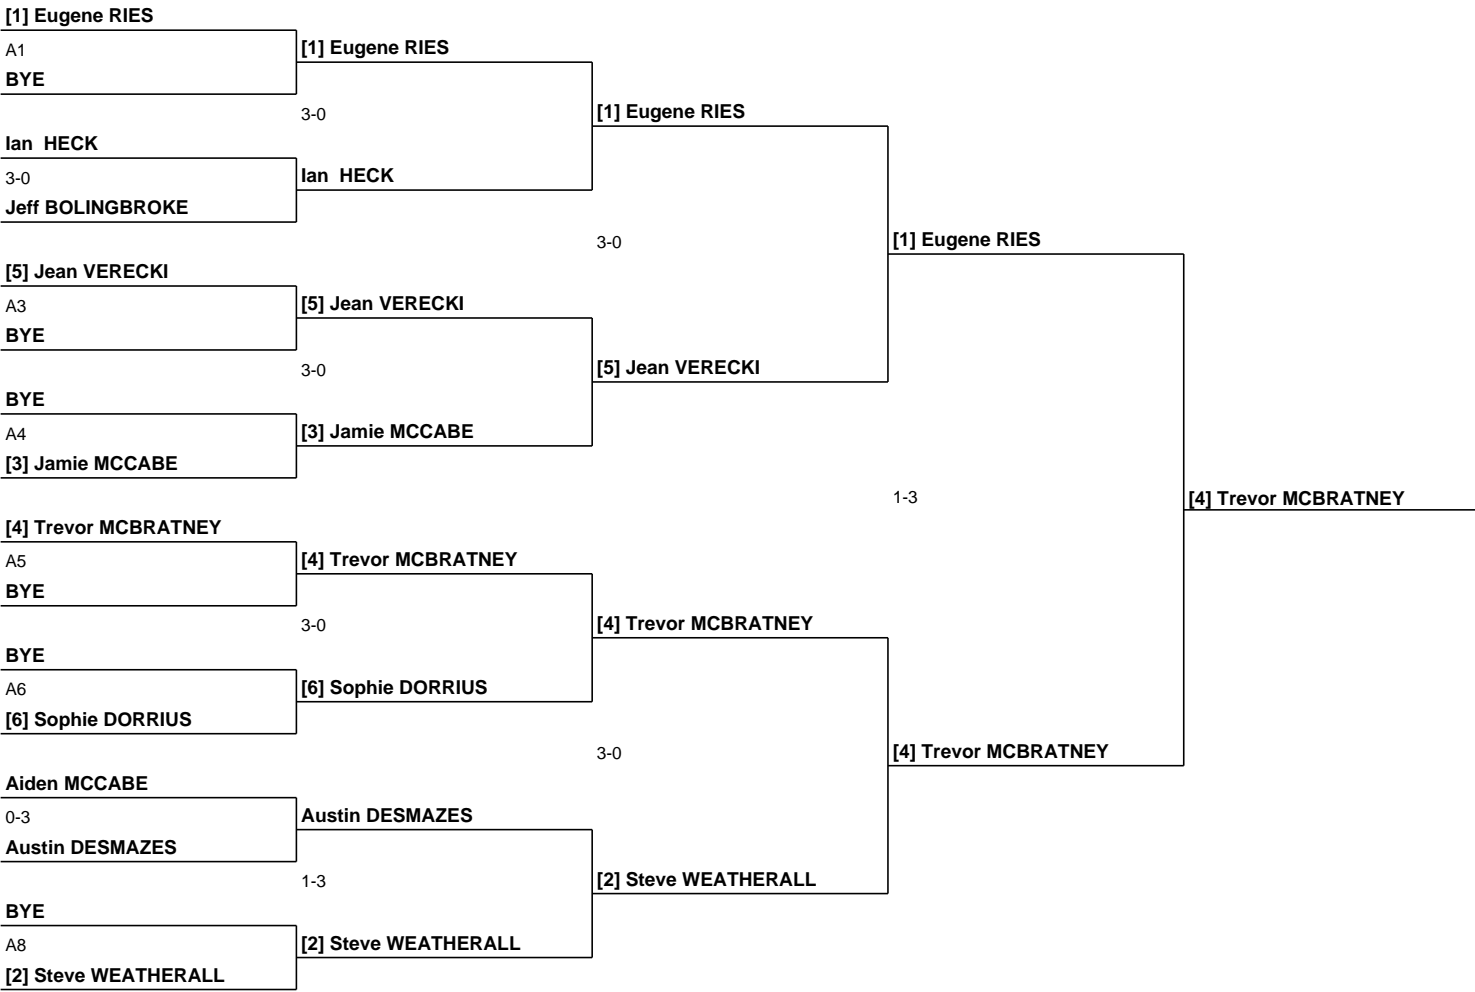 [1] Eugene RIES
A1
BYE
Ian  HECK
3-0
Jeff BOLINGBROKE
[5] Jean VERECKI
A3
BYE
BYE
A4
[3] Jamie MCCABE
[4] Trevor MCBRATNEY
A5
BYE
BYE
A6
[6] Sophie DORRIUS
Aiden MCCABE
0-3
Austin DESMAZES
BYE
A8
[2] Steve WEATHERALL
[1] Eugene RIES
3-0
Ian  HECK
[5] Jean VERECKI
3-0
[3] Jamie MCCABE
[4] Trevor MCBRATNEY
3-0
[6] Sophie DORRIUS
Austin DESMAZES
1-3
[2] Steve WEATHERALL
[1] Eugene RIES
3-0
[5] Jean VERECKI
[4] Trevor MCBRATNEY
3-0
[2] Steve WEATHERALL
[1] Eugene RIES
1-3
[4] Trevor MCBRATNEY
[4] Trevor MCBRATNEY